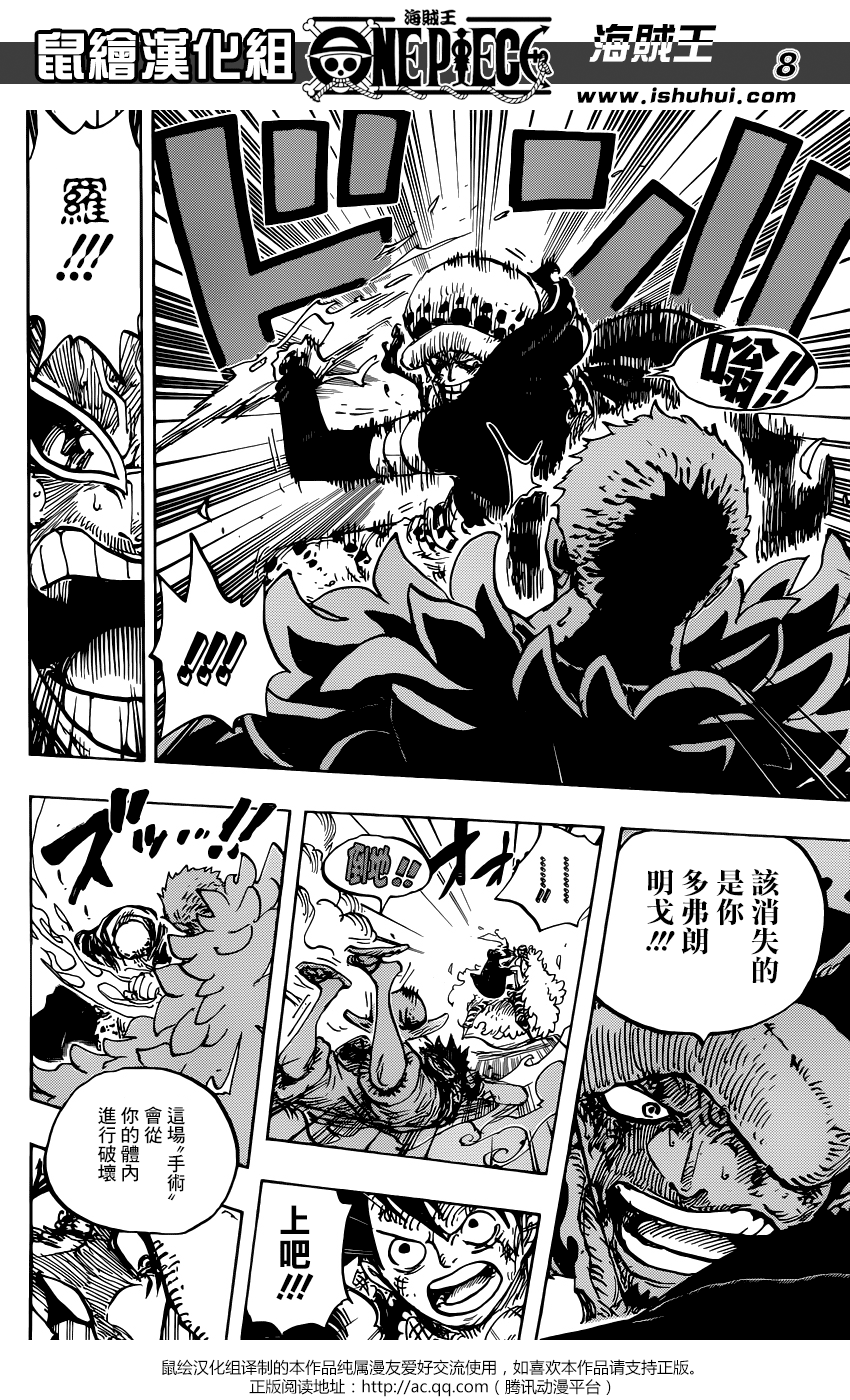 鼠繪漢化組
海賊王
ONE PIECE
海賊王
8
www.ishuhui.com
ドンッ
嗡!!
!!!
羅!!!
該消失的
是你
多弗朗
明戈!!!
…………!!
倒地!!
ズッ…!!
這場〝手術〞
會從
你的體內
進行破壞
上吧!!!
鼠绘汉化组译制的本作品纯属漫友爱好交流使用，如喜欢本作品请支持正版。
正版阅读地址：http://ac.qq.com（腾讯动漫平台）